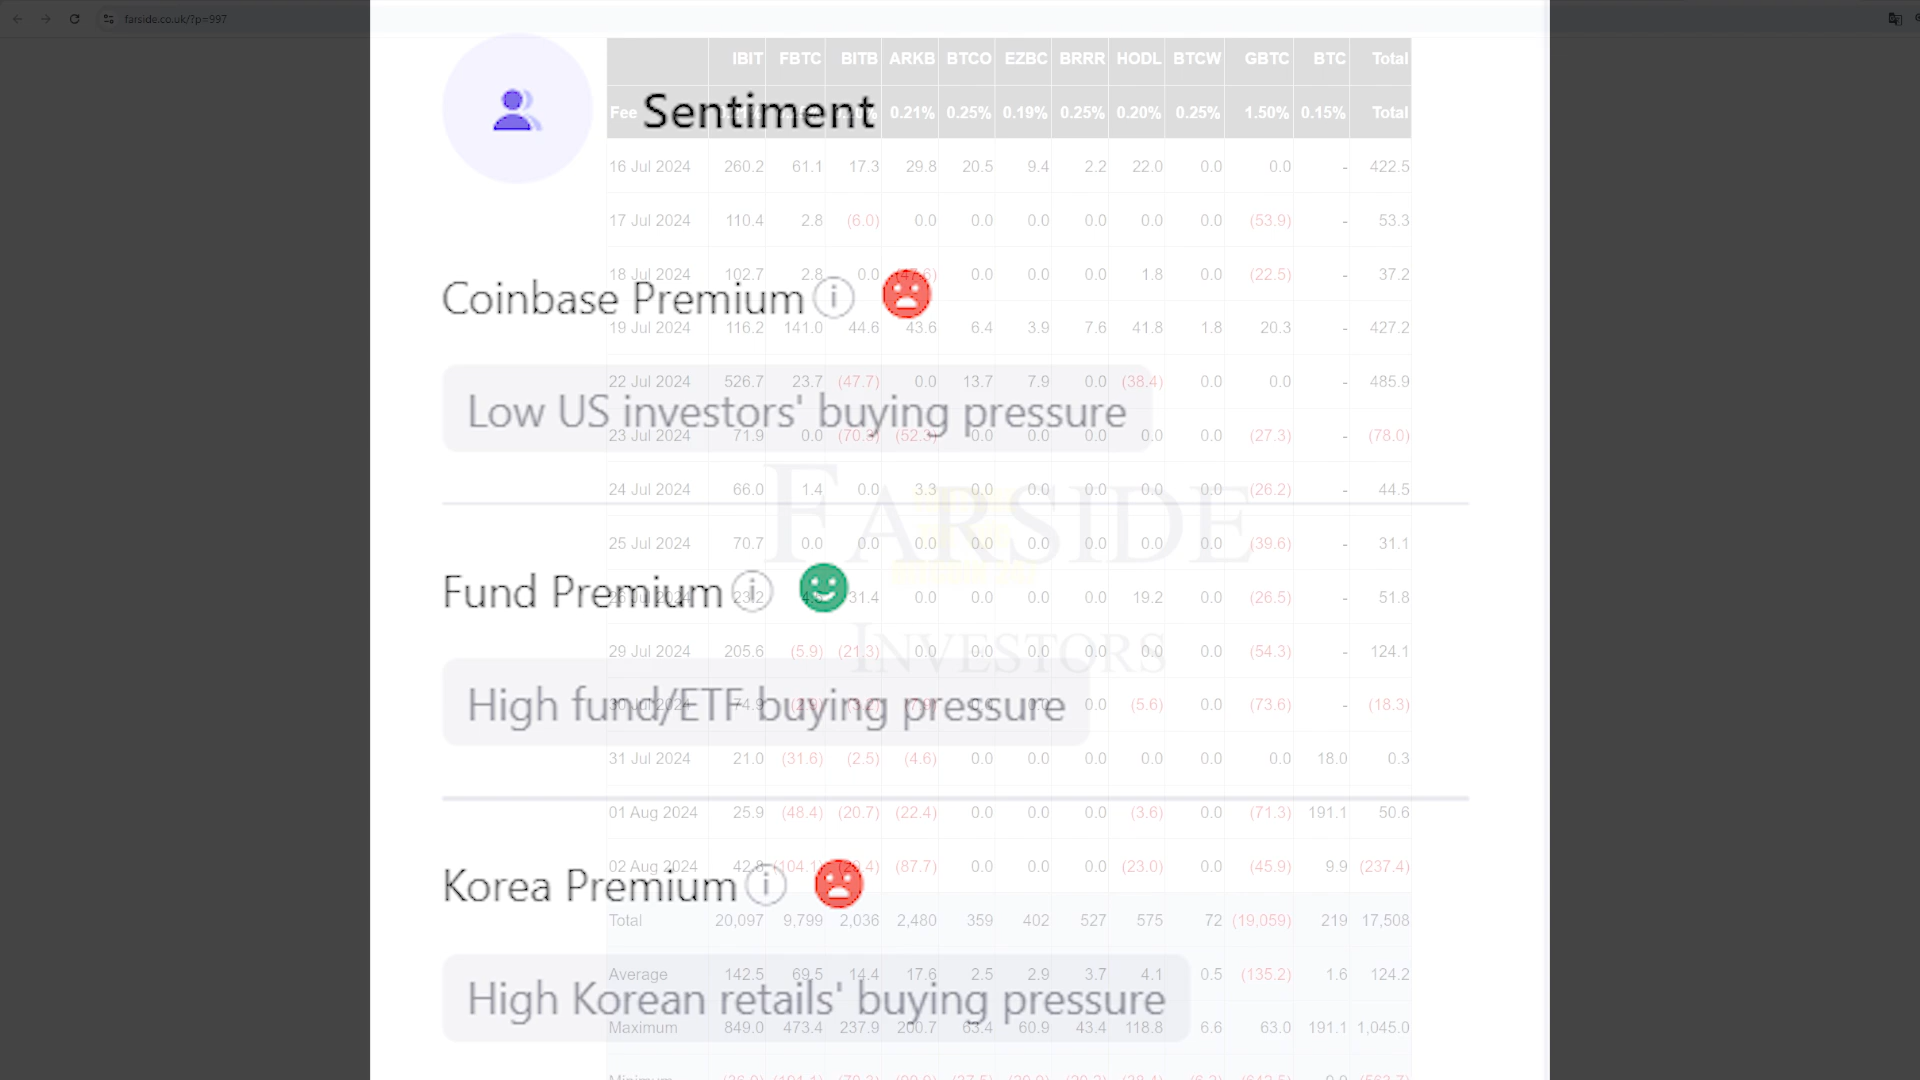 farside.co.uk/?p=997
IBIT FBTC BITB ARKB BTCO EZBC BRRR HODL BTCW GBTC BTC Total
Sentiment
Fee 0.21% 0.25% 0.19% 0.25% 0.20% 0.25% 1.50% 0.15% Total
16 Jul 2024 260.2 61.1 17.3 29.8 20.5 9.4 2.2 22.0 0.0 0.0 - 422.5
17 Jul 2024 110.4 2.8 (6.0) 0.0 0.0 0.0 0.0 0.0 0.0 (53.9) - 53.3
18 Jul 2024 102.7 2.8 0.0 0.0 0.0 0.0 1.8 0.0 (22.5) - 37.2
Coinbase Premium
19 Jul 2024 116.2 141.0 44.6 43.6 6.4 3.9 7.6 41.8 1.8 20.3 - 427.2
22 Jul 2024 526.7 23.7 (47.7) 0.0 13.7 7.9 0.0 (38.4) 0.0 0.0 - 485.9
Low US investors' buying pressure
23 Jul 2024 71.9 0.0 (52.3) 0.0 0.0 0.0 0.0 0.0 (27.3) - (78.0)
24 Jul 2024 66.0 1.4 0.0 3.3 0.0 0.0 0.0 0.0 0.0 (26.2) - 44.5
FARSIDE
25 Jul 2024 70.7 0.0 0.0 0.0 0.0 0.0 0.0 0.0 0.0 (39.6) - 31.1
Fund Premium
26 Jul 2024 23.2 31.4 0.0 0.0 0.0 0.0 19.2 0.0 (26.5) - 51.8
INVESTORS
29 Jul 2024 205.6 (5.9) (21.3) 0.0 0.0 0.0 0.0 0.0 0.0 (54.3) - 124.1
High fund/ETF buying pressure
30 Jul 2024 74.9 0.0 0.0 0.0 (5.6) 0.0 (73.6) - (18.3)
31 Jul 2024 21.0 (31.6) (2.5) (4.6) 0.0 0.0 0.0 0.0 0.0 0.0 18.0 0.3
01 Aug 2024 25.9 (48.4) (20.7) (22.4) 0.0 0.0 0.0 (3.6) 0.0 (71.3) 191.1 50.6
02 Aug 2024 42.8 (104.1) (87.7) 0.0 0.0 0.0 (23.0) 0.0 (45.9) 9.9 (237.4)
Korea Premium
Total 20,097 9,799 2,036 2,480 359 402 527 575 72 (19,059) 219 17,508
Average 142.5 69.5 14.4 17.6 2.5 2.9 3.7 4.1 0.5 (135.2) 1.6 124.2
High Korean retails' buying pressure
Maximum 849.0 473.4 237.9 200.7 63.4 60.9 43.4 118.8 6.6 63.0 191.1 1,045.0